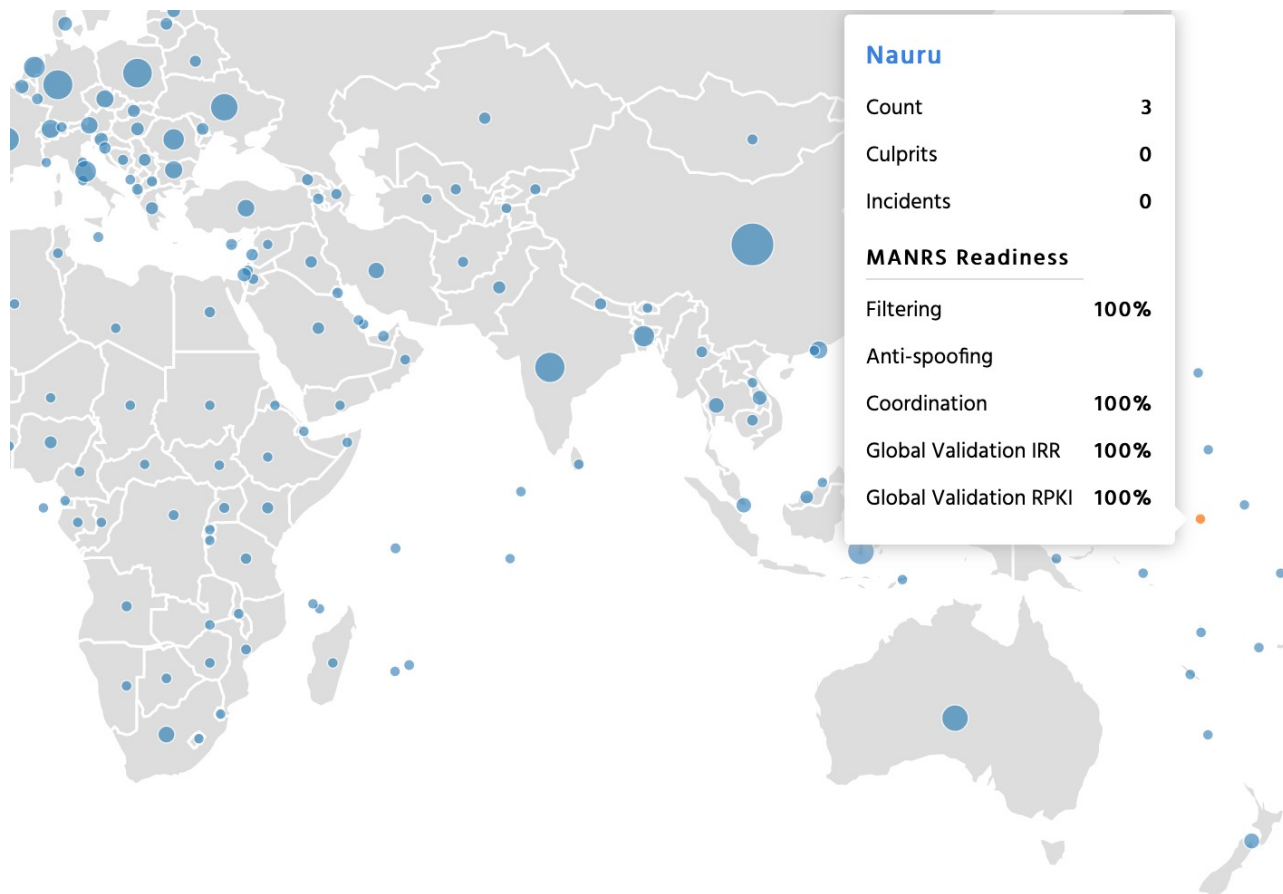 Nauru
Count 3
Culprits 0
Incidents 0
MANRS Readiness
Filtering 100%
Anti-spoofing
Coordination 100%
Global Validation IRR 100%
Global Validation RPKI 100%